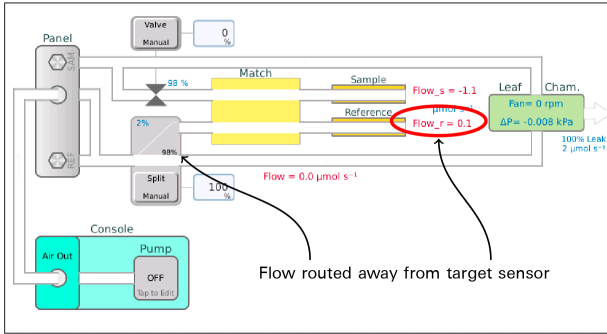 Valve
Manual
0
%
Panel
SAM
REF
98 %
Match
Sample
Flow_s = -1.1
μmol s⁻¹
Reference
Flow_r = 0.1
Leaf Cham.
Fan= 0 rpm
ΔP= -0.008 kPa
100% Leak
2 μmol s⁻¹
2%
98%
Split
Manual
100
%
Flow = 0.0 μmol s⁻¹
Console
Air Out
Pump
OFF
Tap to Edit
Flow routed away from target sensor